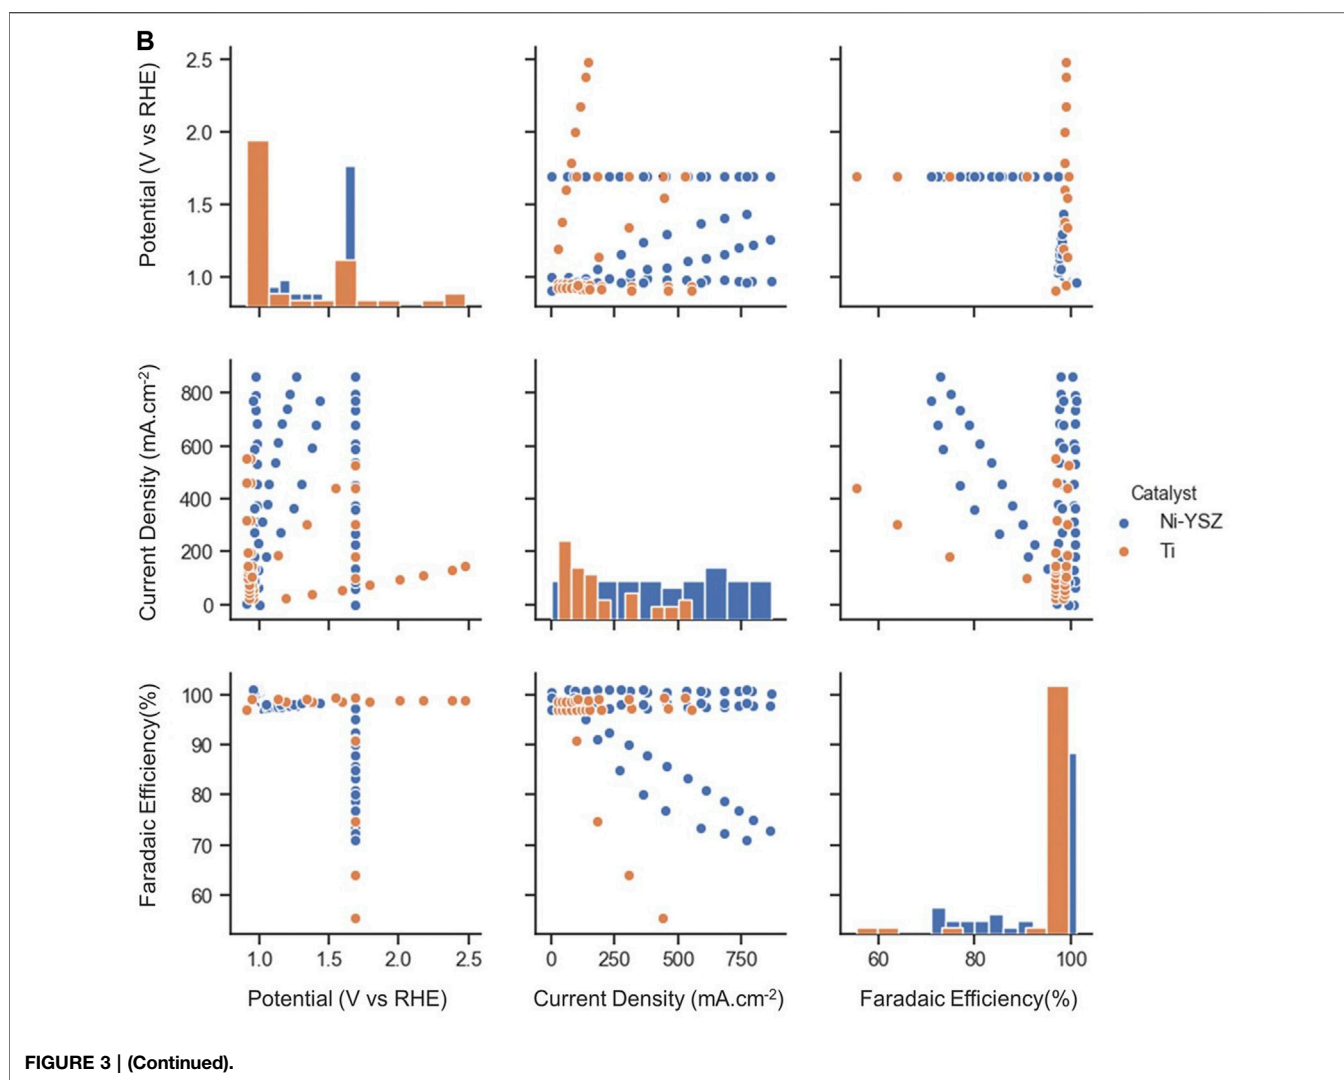 B
Potential (V vs RHE)
2.5
2.0
1.5
1.0
Current Density (mA.cm-2)
800
600
400
200
0
Catalyst
Ni-YSZ
Ti
Faradaic Efficiency(%)
100
90
80
70
60
1.0 1.5 2.0 2.5 0 250 500 750 60 80 100
Potential (V vs RHE) Current Density (mA.cm-2) Faradaic Efficiency(%)
FIGURE 3 | (Continued).